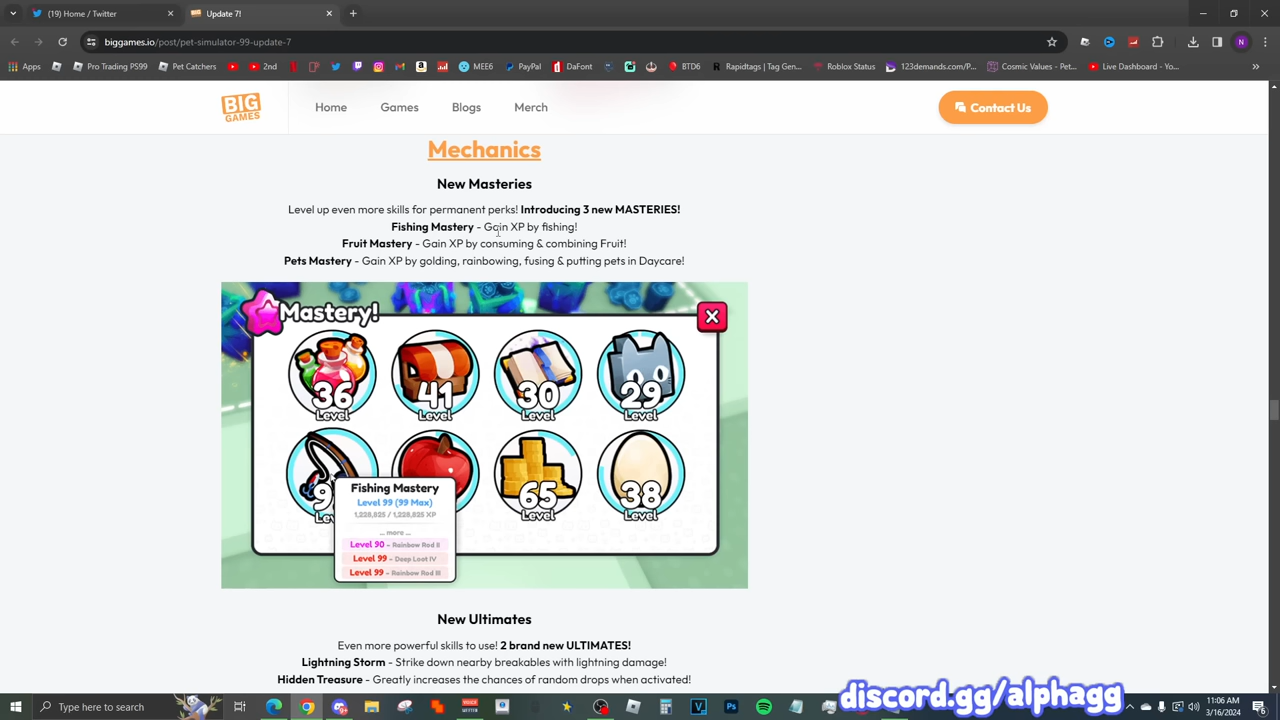 (19) Home / Twitter
Update 7!
biggames.io/post/pet-simulator-99-update-7
Apps
Pro Trading PS99
Pet Catchers
2nd
MEE6
PayPal
DaFont
BTD6
Rapidtags | Tag Gen...
Roblox Status
123demands.com/P...
Cosmic Values - Pet...
Live Dashboard - Yo...
BIG GAMES
Home
Games
Blogs
Merch
Contact Us
Mechanics
New Masteries
Level up even more skills for permanent perks! Introducing 3 new MASTERIES!
Fishing Mastery - Gain XP by fishing!
Fruit Mastery - Gain XP by consuming & combining Fruit!
Pets Mastery - Gain XP by golding, rainbowing, fusing & putting pets in Daycare!
Mastery!
36
Level
41
Level
30
Level
29
Level
65
Level
38
Level
Fishing Mastery
Level 99 (99 Max)
1,228,825 / 1,228,825 XP
... more ...
Level 90 - Rainbow Rod II
Level 99 - Deep Loot IV
Level 99 - Rainbow Rod III
New Ultimates
Even more powerful skills to use! 2 brand new ULTIMATES!
Lightning Storm - Strike down nearby breakables with lightning damage!
Hidden Treasure - Greatly increases the chances of random drops when activated!
Type here to search
discord.gg/alphagg
11:06 AM
3/16/2024